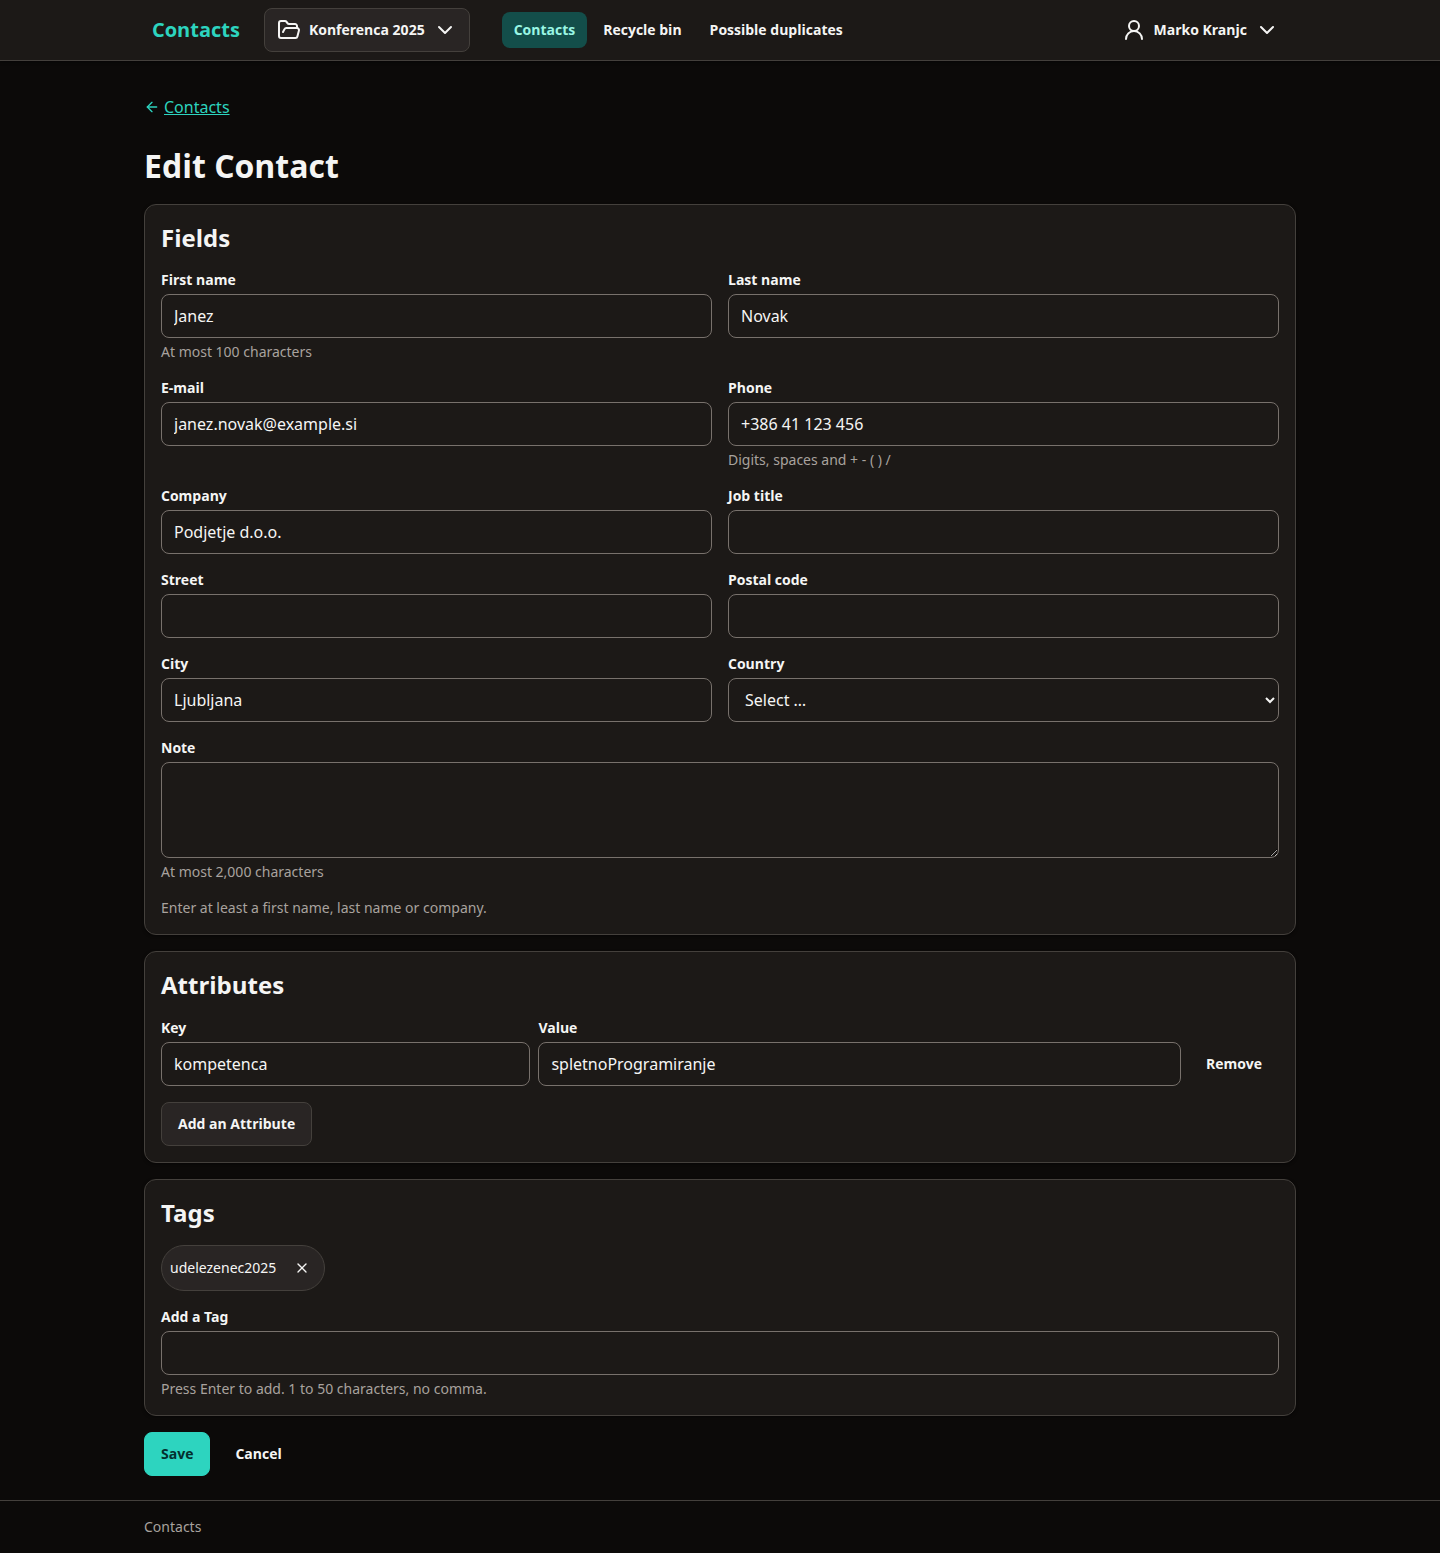 Contacts Konferenca 2025 Contacts Recycle bin Possible duplicates Marko Kranjc
← Contacts
Edit Contact
Fields
First name Last name
Janez Novak
At most 100 characters
E-mail Phone
janez.novak@example.si +386 41 123 456
Digits, spaces and + - ( ) /
Company Job title
Podjetje d.o.o.
Street Postal code
City Country
Ljubljana Select ...
Note
At most 2,000 characters
Enter at least a first name, last name or company.
Attributes
Key Value
kompetenca spletnoProgramiranje Remove
Add an Attribute
Tags
udelezenec2025
Add a Tag
Press Enter to add. 1 to 50 characters, no comma.
Save Cancel
Contacts